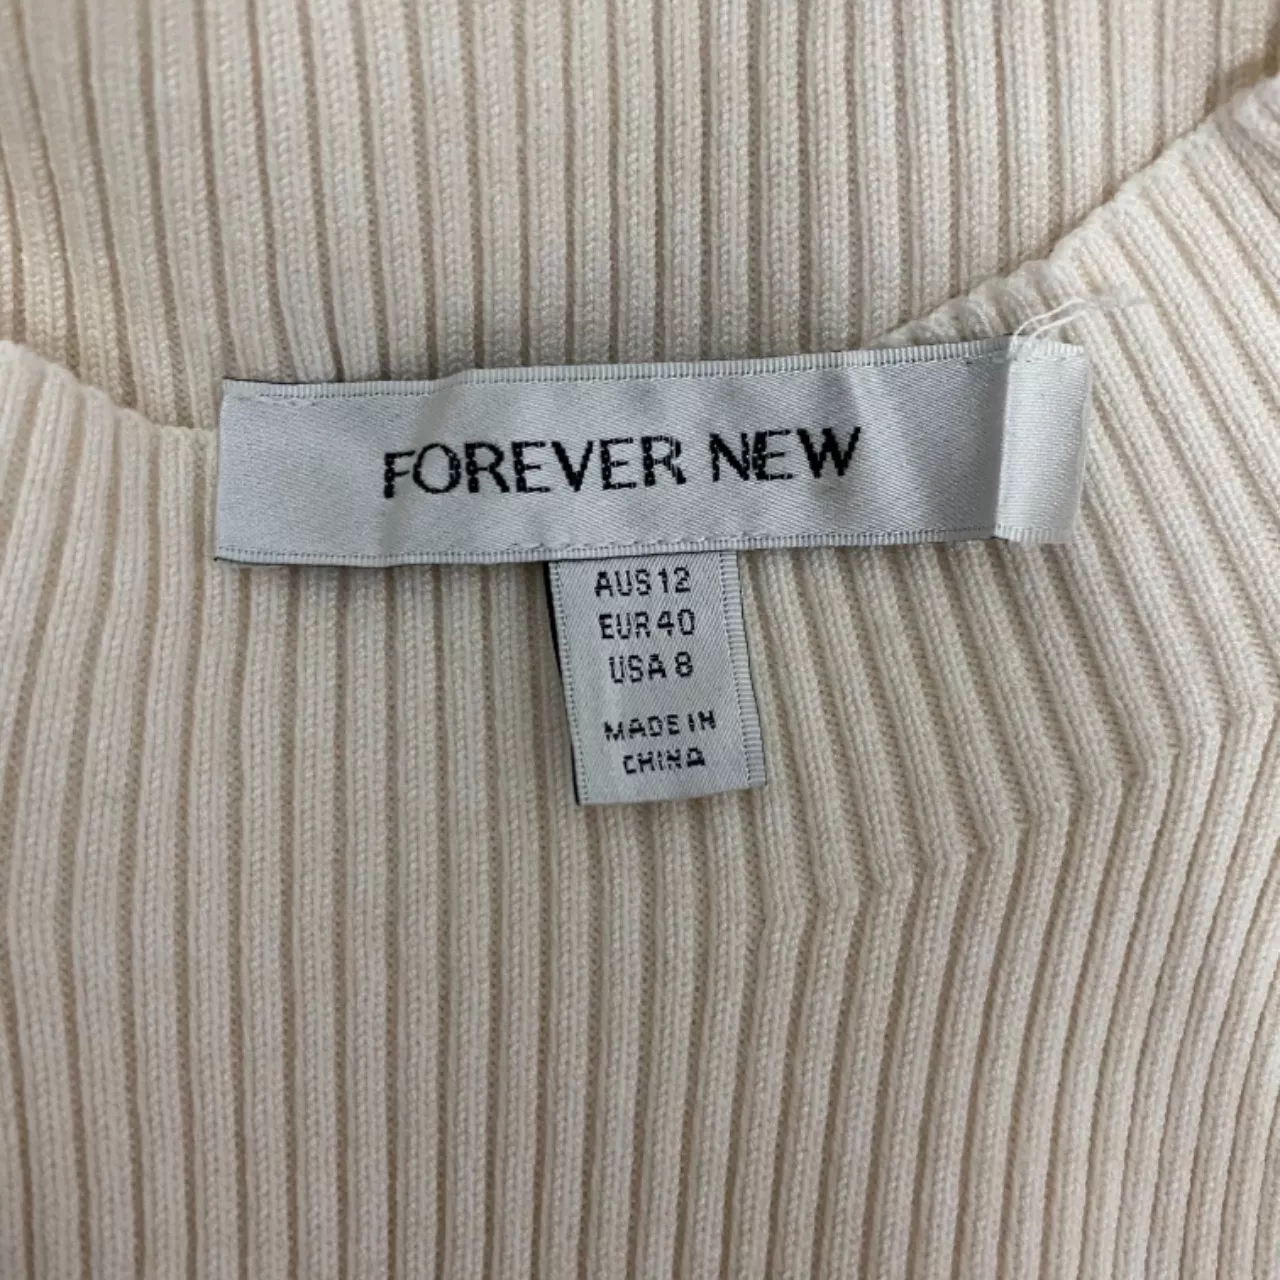 FOREVER NEW
AUS 12
EUR 40
USA 8
MADE IN
CHINA